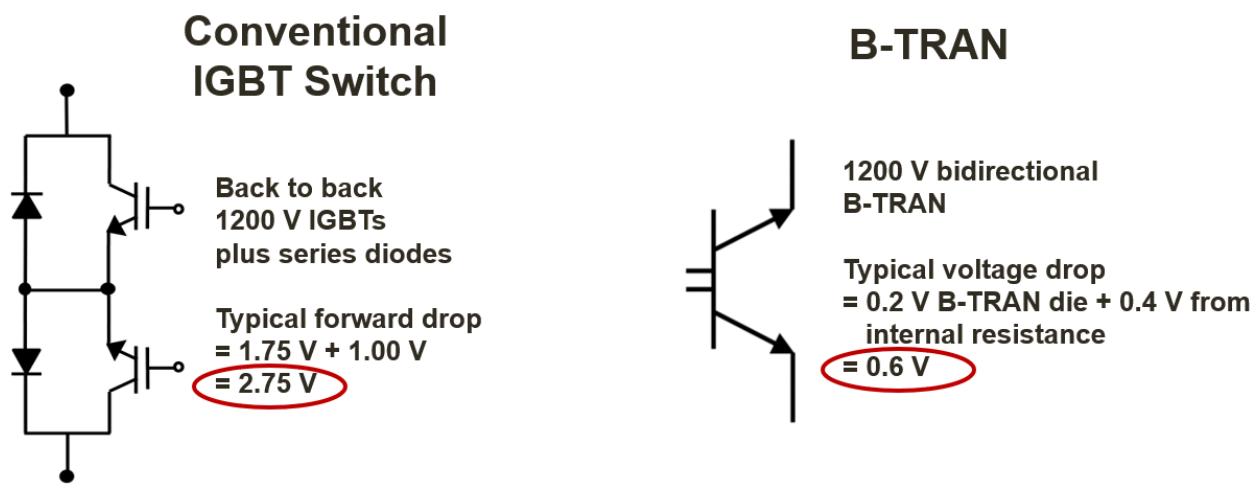 Conventional
IGBT Switch
Back to back
1200 V IGBTs
plus series diodes
Typical forward drop
= 1.75 V + 1.00 V
= 2.75 V
B-TRAN
1200 V bidirectional
B-TRAN
Typical voltage drop
= 0.2 V B-TRAN die + 0.4 V from
internal resistance
= 0.6 V